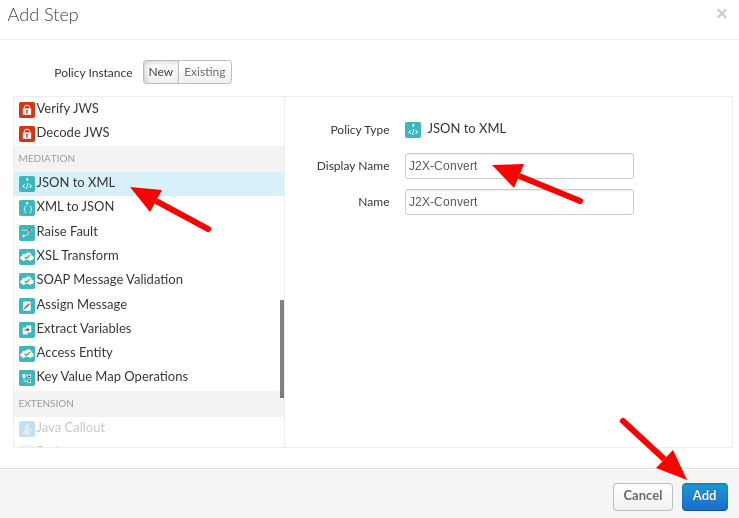 Add Step
×
Policy Instance New Existing
Verify JWS
Decode JWS
MEDIATION
JSON to XML
XML to JSON
Raise Fault
XSL Transform
SOAP Message Validation
Assign Message
Extract Variables
Access Entity
Key Value Map Operations
EXTENSION
Java Callout
Policy Type JSON to XML
Display Name J2X-Convert
Name J2X-Convert
Cancel Add